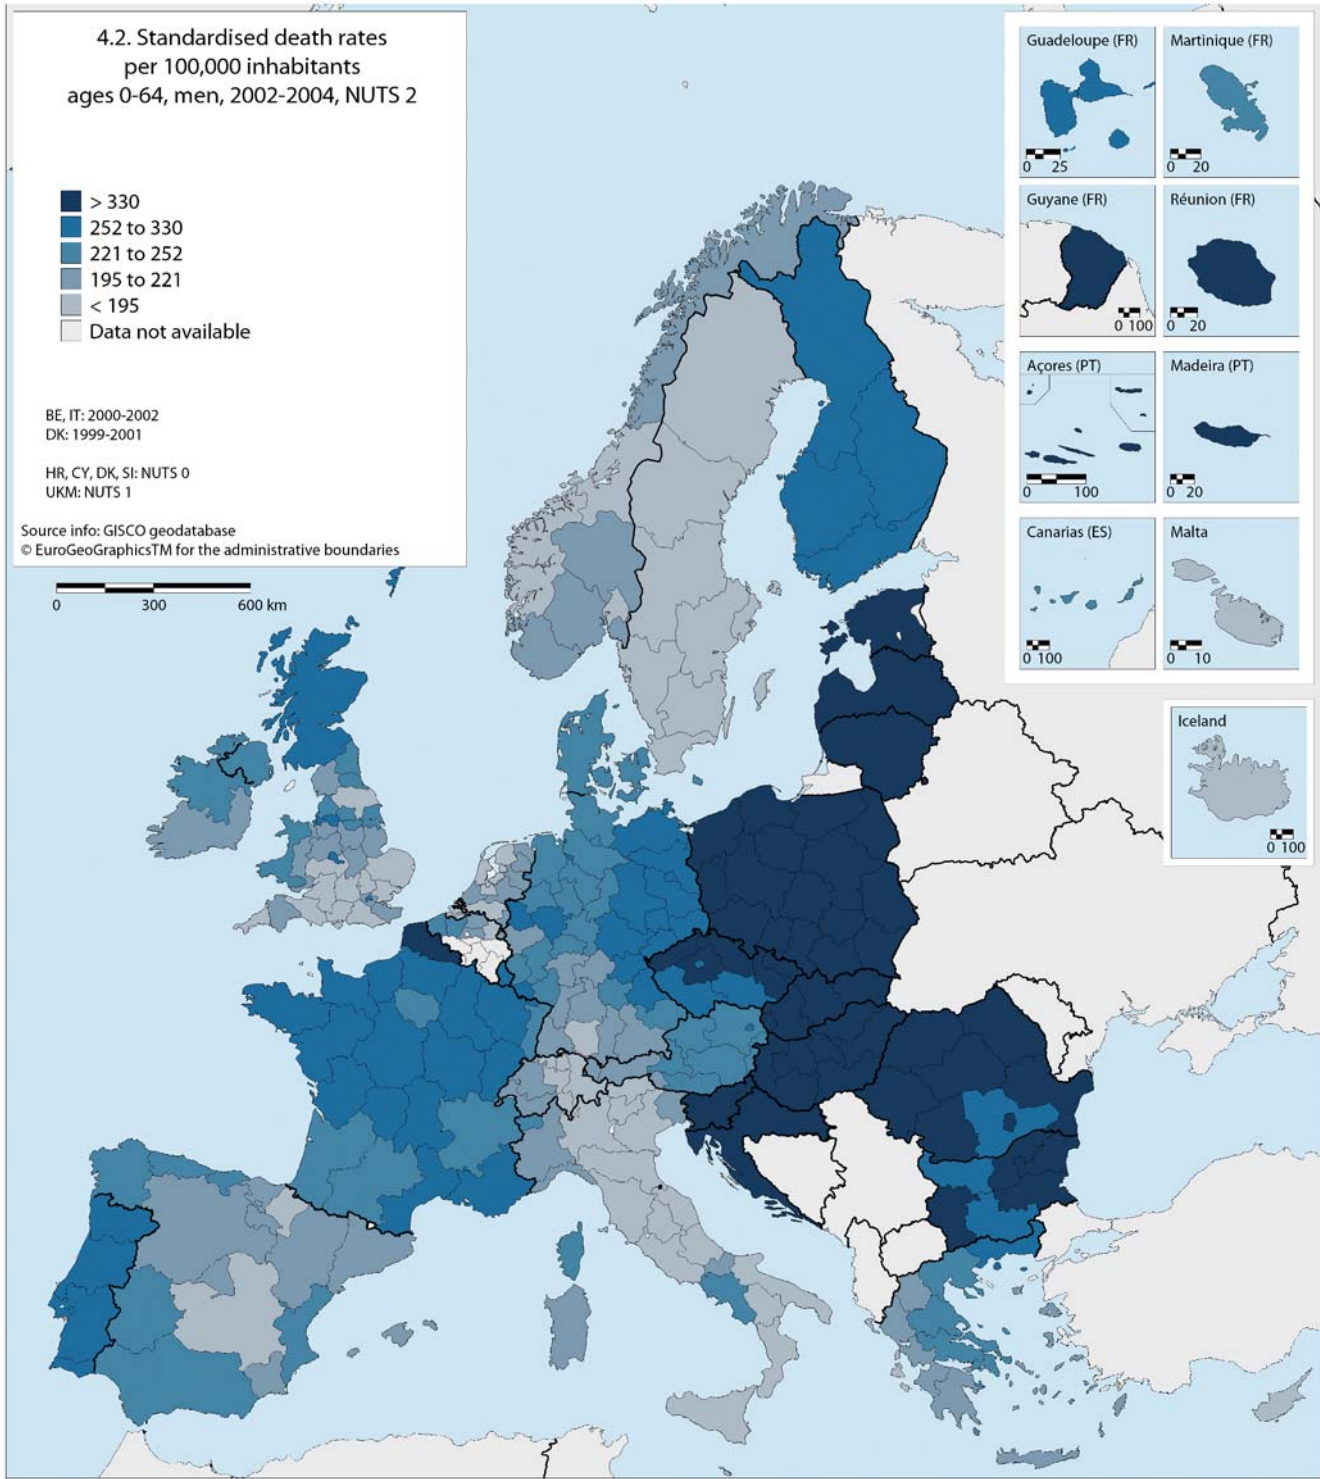 4.2. Standardised death rates
per 100,000 inhabitants
ages 0-64, men, 2002-2004, NUTS 2
> 330
252 to 330
221 to 252
195 to 221
< 195
Data not available
BE, IT: 2000-2002
DK: 1999-2001
HR, CY, DK, SI: NUTS 0
UKM: NUTS 1
Source info: GISCO geodatabase
© EuroGeoGraphicsTM for the administrative boundaries
0 300 600 km
Guadeloupe (FR)
0 25
Martinique (FR)
0 20
Guyane (FR)
0 100
Réunion (FR)
0 20
Açores (PT)
0 100
Madeira (PT)
0 20
Canarias (ES)
0 100
Malta
0 10
Iceland
0 100